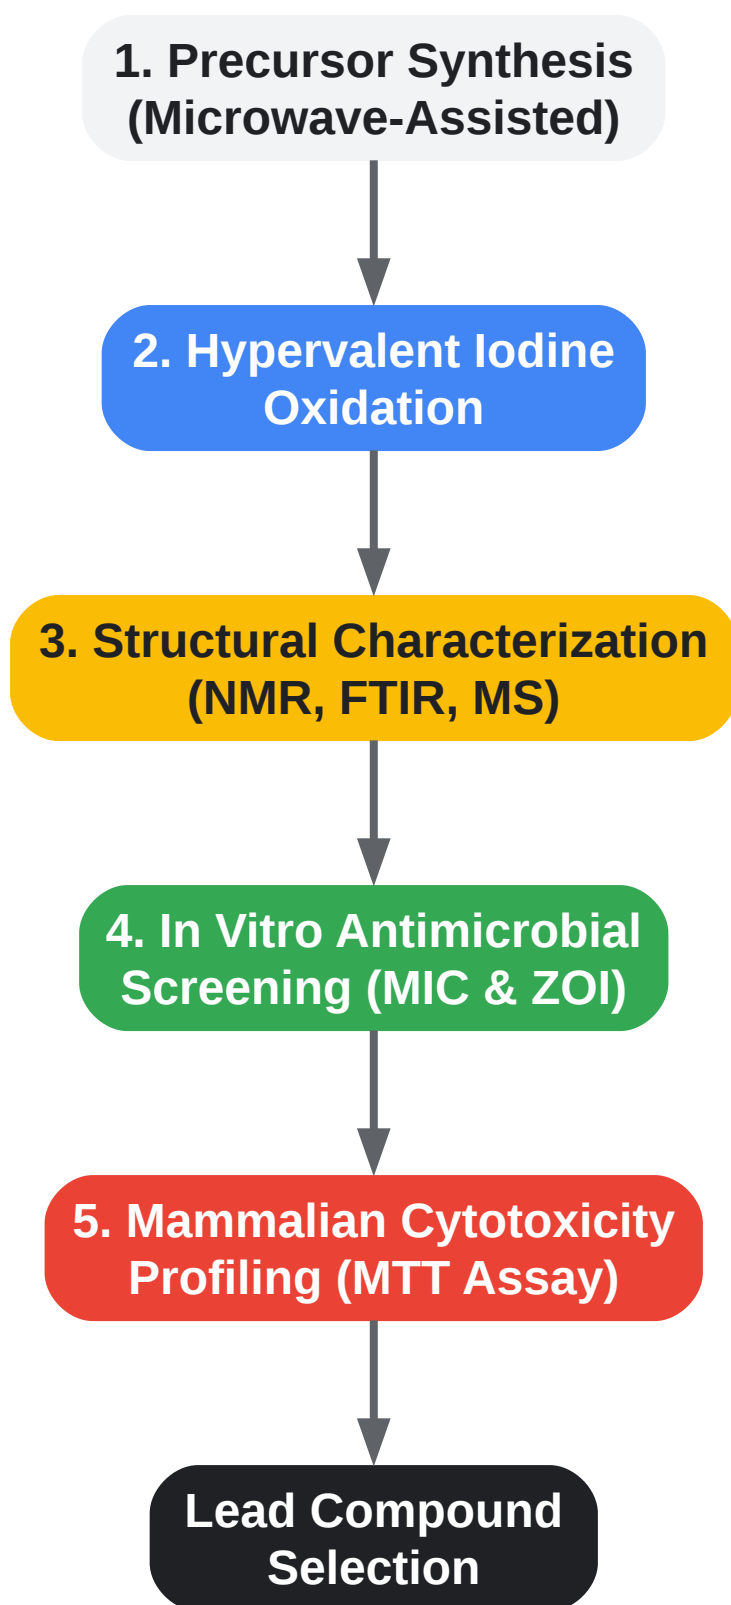 1. Precursor Synthesis
(Microwave-Assisted)
2. Hypervalent Iodine
Oxidation
3. Structural Characterization
(NMR, FTIR, MS)
4. In Vitro Antimicrobial
Screening (MIC & ZOI)
5. Mammalian Cytotoxicity
Profiling (MTT Assay)
Lead Compound
Selection